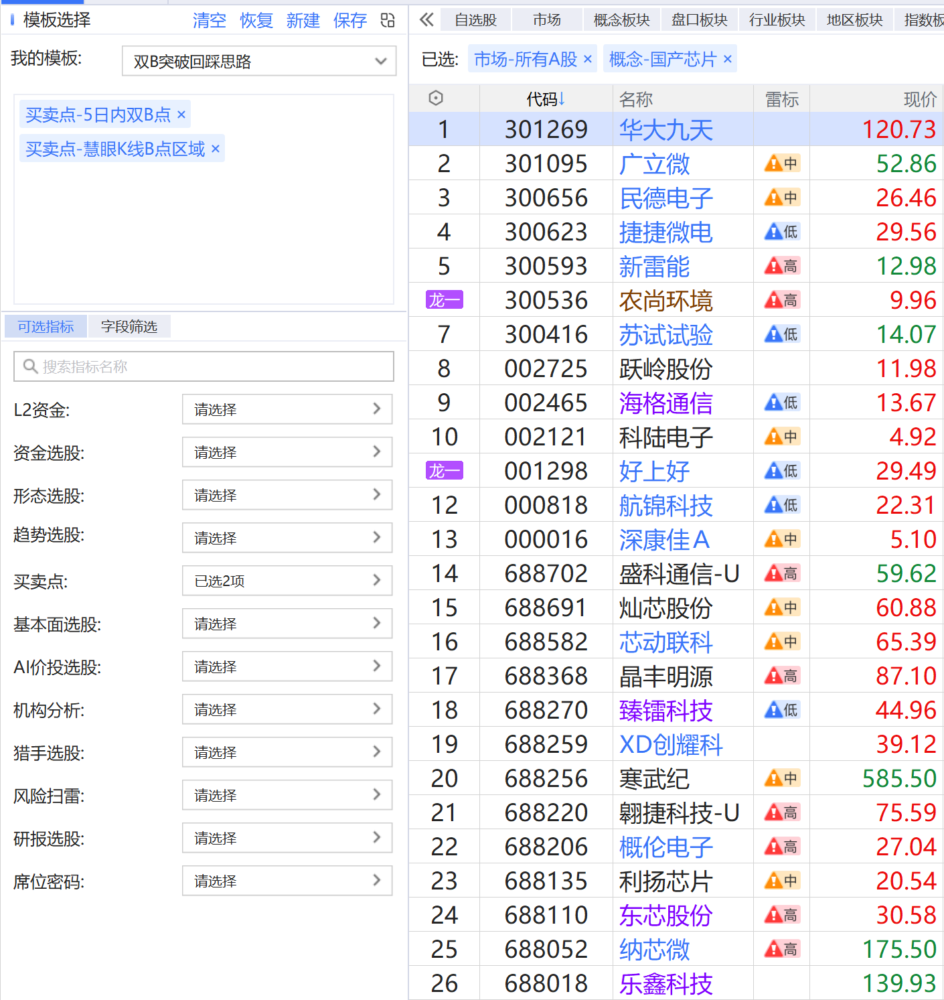 模板选择 清空 恢复 新建 保存
我的模板: 双B突破回踩思路
买卖点-5日内双B点 ×
买卖点-慧眼K线B点区域 ×
可选指标 字段筛选
搜索指标名称
L2资金: 请选择
资金选股: 请选择
形态选股: 请选择
趋势选股: 请选择
买卖点: 已选2项
基本面选股: 请选择
AI价投选股: 请选择
机构分析: 请选择
猎手选股: 请选择
风险扫雷: 请选择
研报选股: 请选择
席位密码: 请选择
自选股 市场 概念板块 盘口板块 行业板块 地区板块 指数板
已选: 市场-所有A股 × 概念-国产芯片 ×
代码↓ 名称 雷标 现价
1 301269 华大九天 120.73
2 301095 广立微 中 52.86
3 300656 民德电子 中 26.46
4 300623 捷捷微电 低 29.56
5 300593 新雷能 高 12.98
龙一 300536 农尚环境 高 9.96
7 300416 苏试试验 低 14.07
8 002725 跃岭股份 11.98
9 002465 海格通信 低 13.67
10 002121 科陆电子 中 4.92
龙一 001298 好上好 低 29.49
12 000818 航锦科技 低 22.31
13 000016 深康佳A 中 5.10
14 688702 盛科通信-U 高 59.62
15 688691 灿芯股份 中 60.88
16 688582 芯动联科 中 65.39
17 688368 晶丰明源 高 87.10
18 688270 臻镭科技 低 44.96
19 688259 XD创耀科 39.12
20 688256 寒武纪 中 585.50
21 688220 翱捷科技-U 高 75.59
22 688206 概伦电子 高 27.04
23 688135 利扬芯片 中 20.54
24 688110 东芯股份 高 30.58
25 688052 纳芯微 高 175.50
26 688018 乐鑫科技 139.93